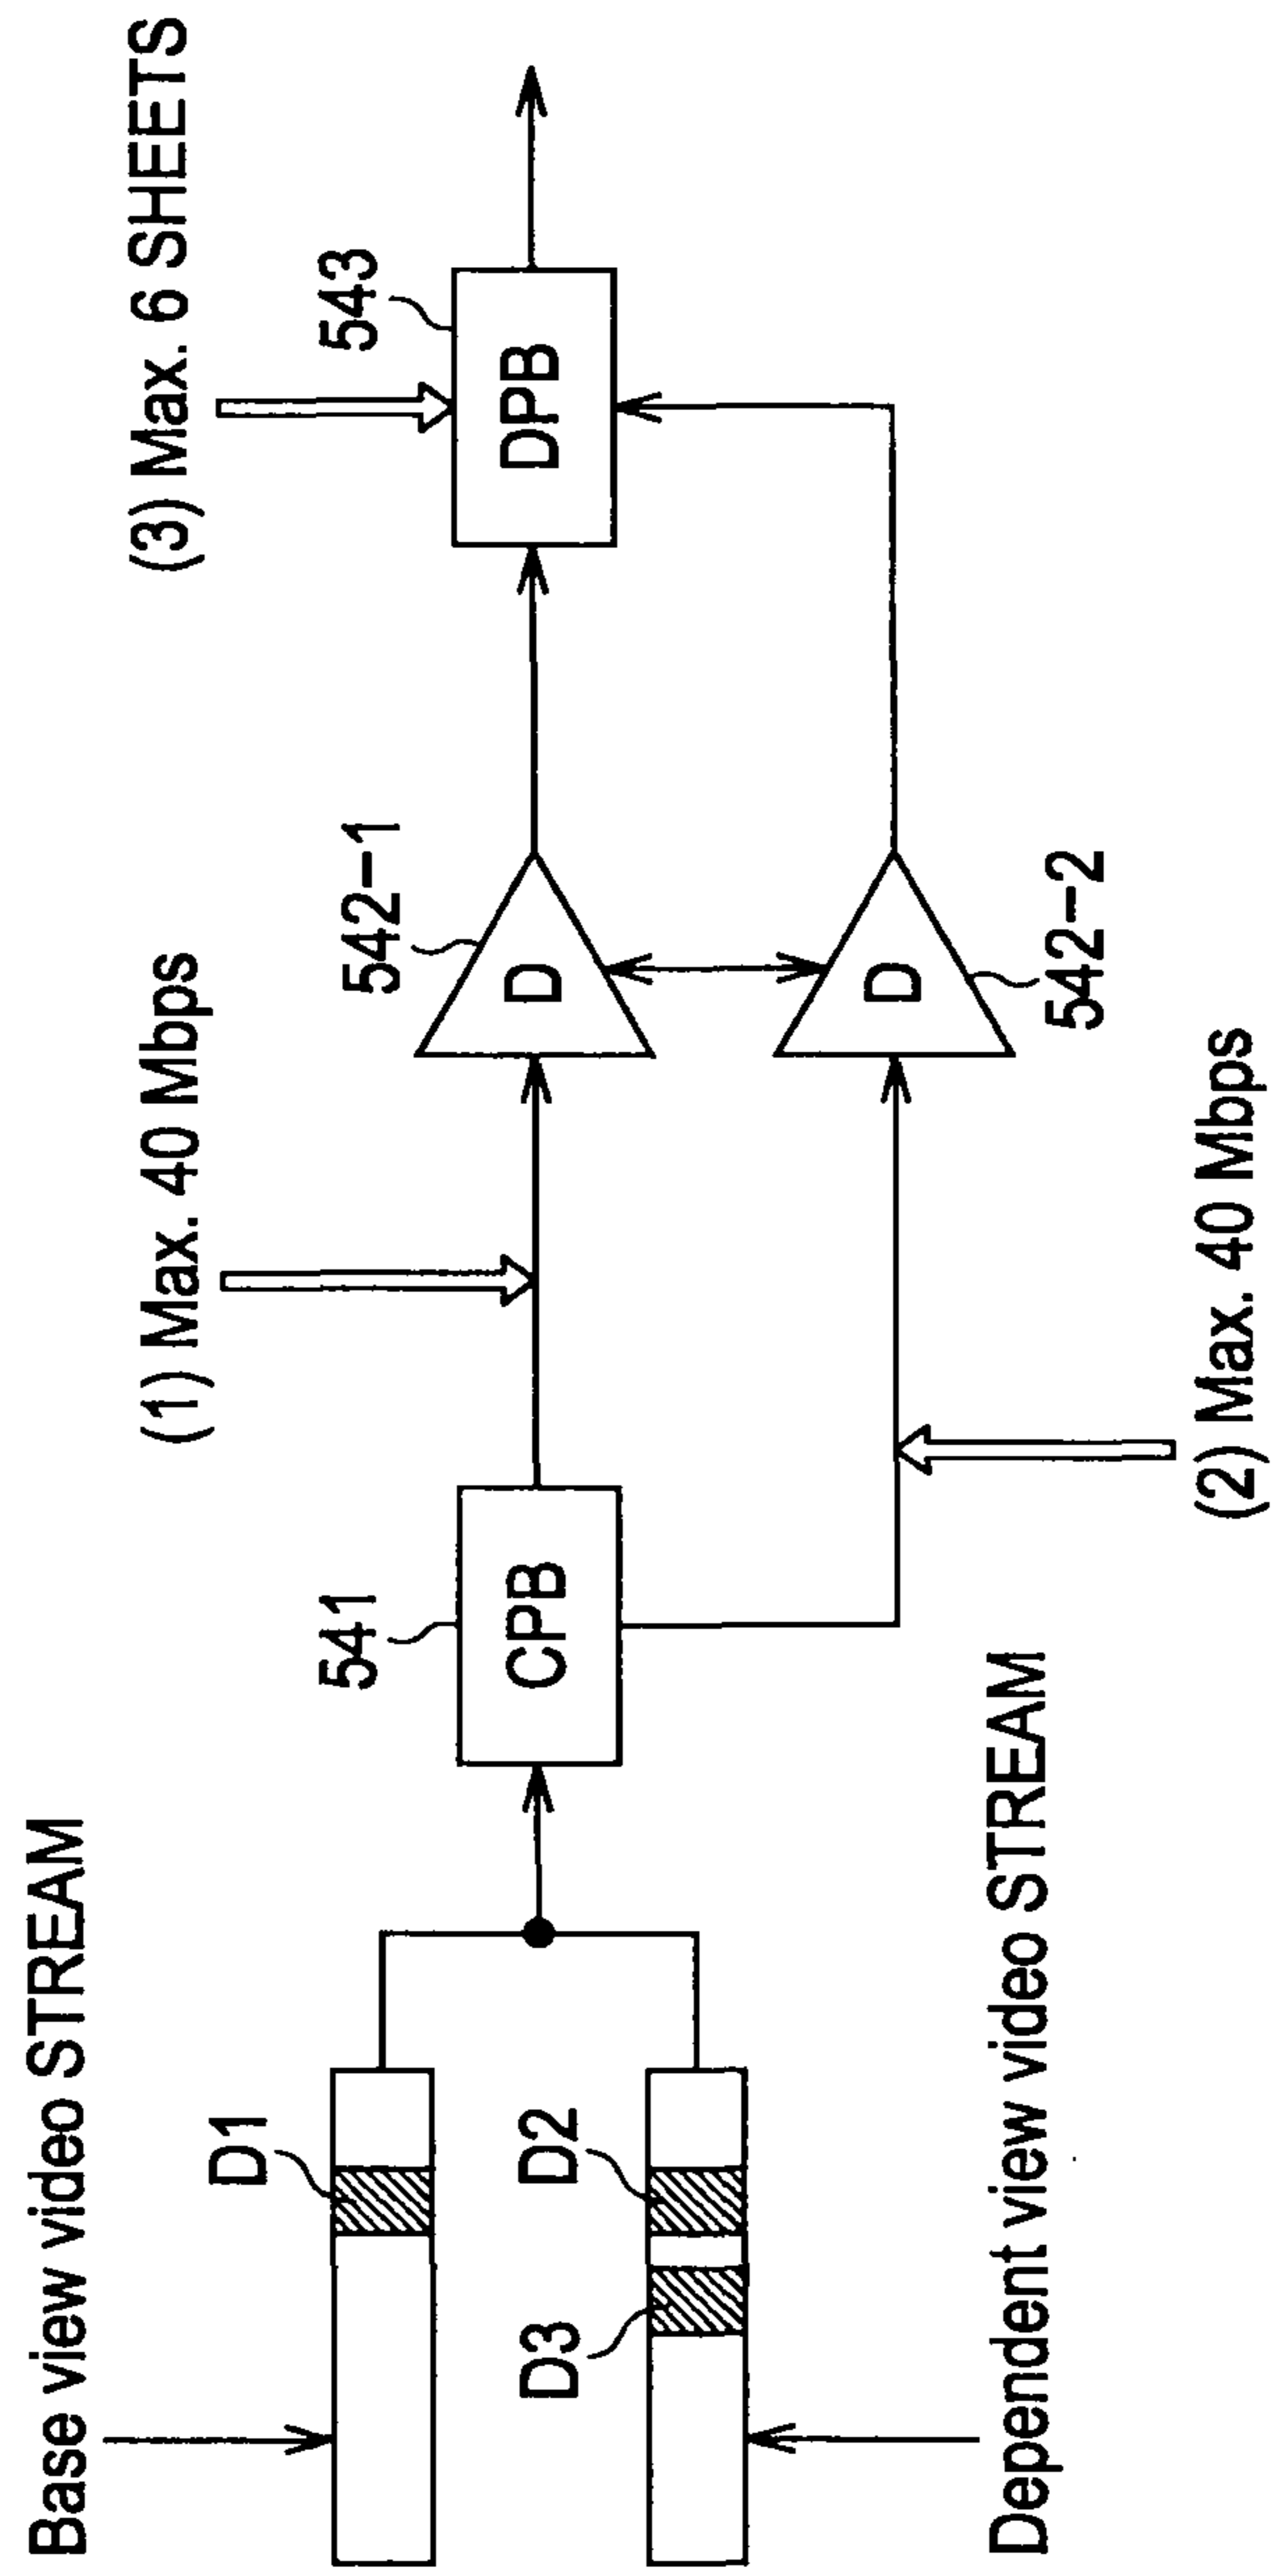 Base view video STREAM
D1
D2
D3
Dependent view video STREAM
541
CPB
(1) Max. 40 Mbps
(2) Max. 40 Mbps
542-1
D
D
542-2
(3) Max. 6 SHEETS
543
DPB